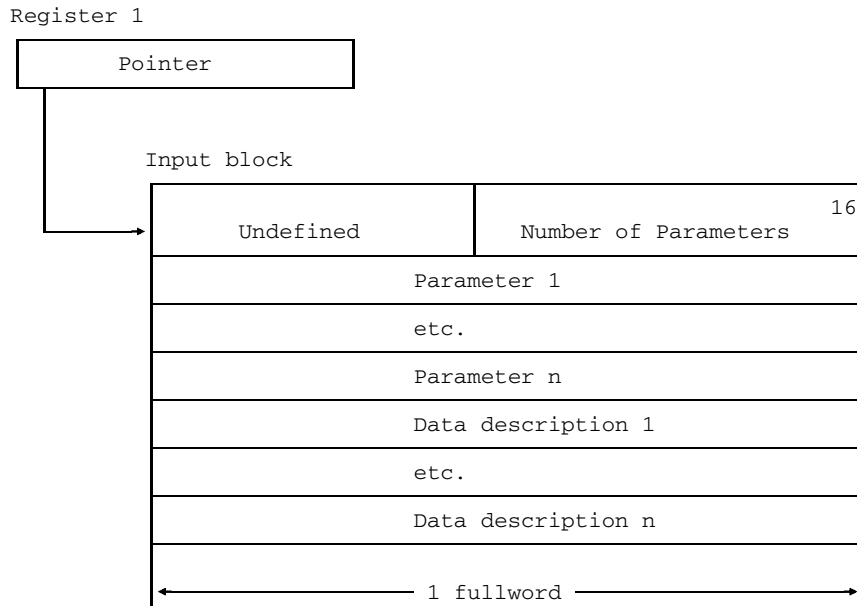 Register 1
Pointer
Input block
16
Undefined
Number of Parameters
Parameter 1
etc.
Parameter n
Data description 1
etc.
Data description n
1 fullword